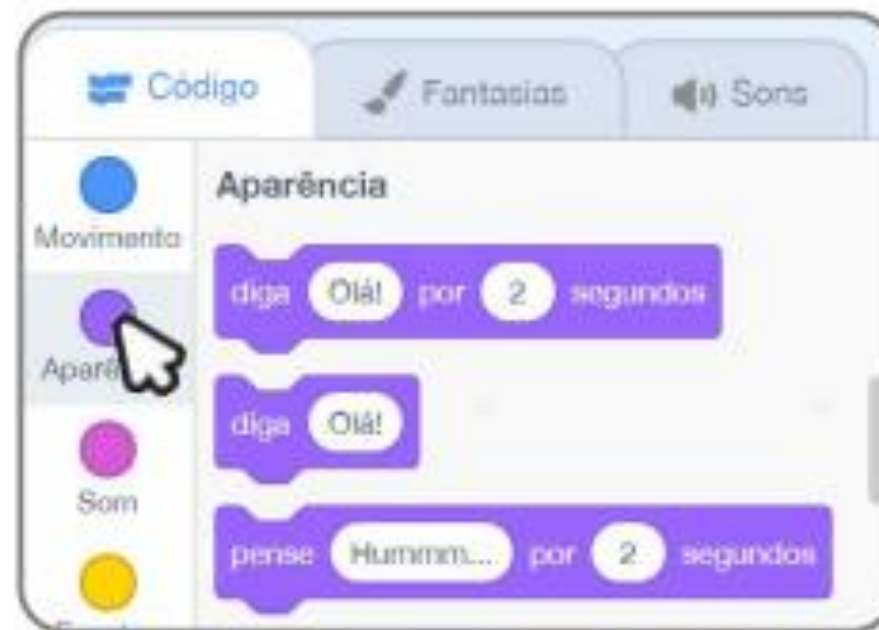 Código Fantasias Sons
Movimento
Aparência
diga Olá! por 2 segundos
diga Olá!
Som
pense Hummm... por 2 segundos